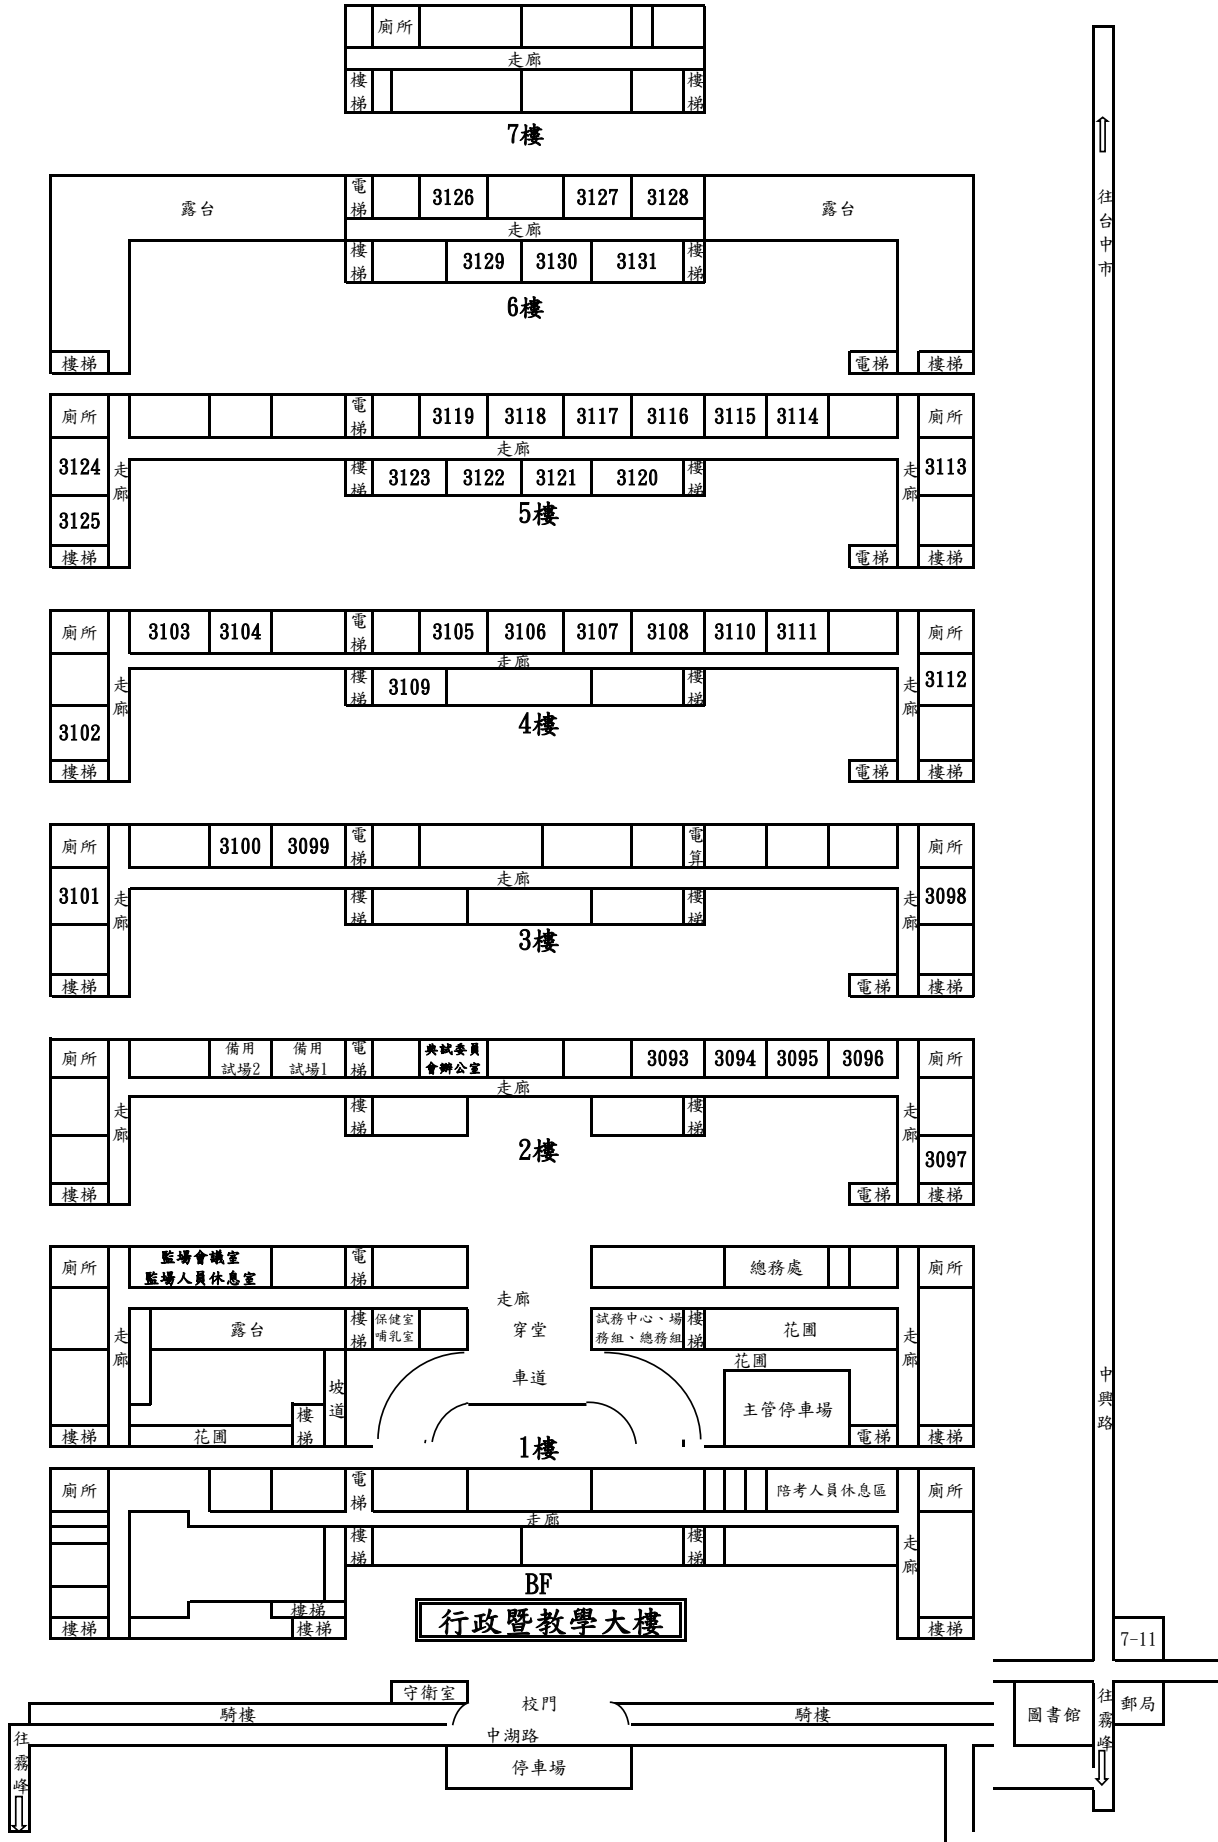 廁所
走廊
樓梯
樓梯
7樓
露台
電梯
3126
3127
3128
露台
走廊
樓梯
3129
3130
3131
樓梯
6樓
樓梯
電梯
樓梯
廁所
電梯
3119
3118
3117
3116
3115
3114
廁所
走廊
3124
走廊
樓梯
3123
3122
3121
3120
樓梯
走廊
3113
3125
5樓
樓梯
電梯
樓梯
廁所
3103
3104
電梯
3105
3106
3107
3108
3110
3111
廁所
走廊
走廊
樓梯
3109
樓梯
走廊
3112
3102
4樓
樓梯
電梯
樓梯
廁所
3100
3099
電梯
電算
廁所
走廊
3101
走廊
樓梯
樓梯
走廊
3098
3樓
樓梯
電梯
樓梯
廁所
備用
試場2
備用
試場1
電梯
典試委員
會辦公室
3093
3094
3095
3096
廁所
走廊
走廊
樓梯
樓梯
走廊
2樓
3097
樓梯
電梯
樓梯
廁所
監場會議室
監場人員休息室
電梯
總務處
廁所
走廊
走廊
露台
樓梯
保健室
哺乳室
穿堂
試務中心、場
務組、總務組
樓梯
花圃
走廊
花圃
坡道
車道
主管停車場
樓梯
花圃
樓梯
1樓
電梯
樓梯
廁所
電梯
陪考人員休息區
廁所
走廊
樓梯
樓梯
走廊
BF
樓梯
樓梯
樓梯
行政暨教學大樓
樓梯
往台中市
中興路
7-11
守衛室
校門
騎樓
騎樓
中湖路
停車場
圖書館
往霧峰
郵局
往霧峰